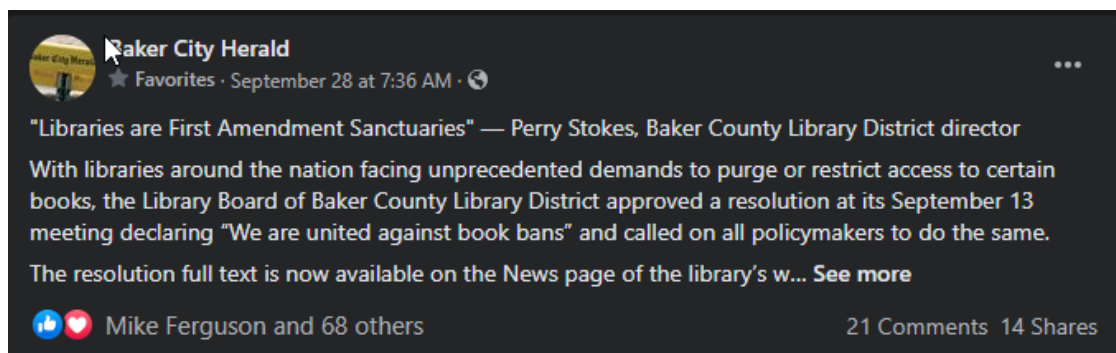 Baker City Herald
Favorites · September 28 at 7:36 AM ·
"Libraries are First Amendment Sanctuaries" — Perry Stokes, Baker County Library District director
With libraries around the nation facing unprecedented demands to purge or restrict access to certain
books, the Library Board of Baker County Library District approved a resolution at its September 13
meeting declaring “We are united against book bans” and called on all policymakers to do the same.
The resolution full text is now available on the News page of the library’s w... See more
Mike Ferguson and 68 others
21 Comments 14 Shares